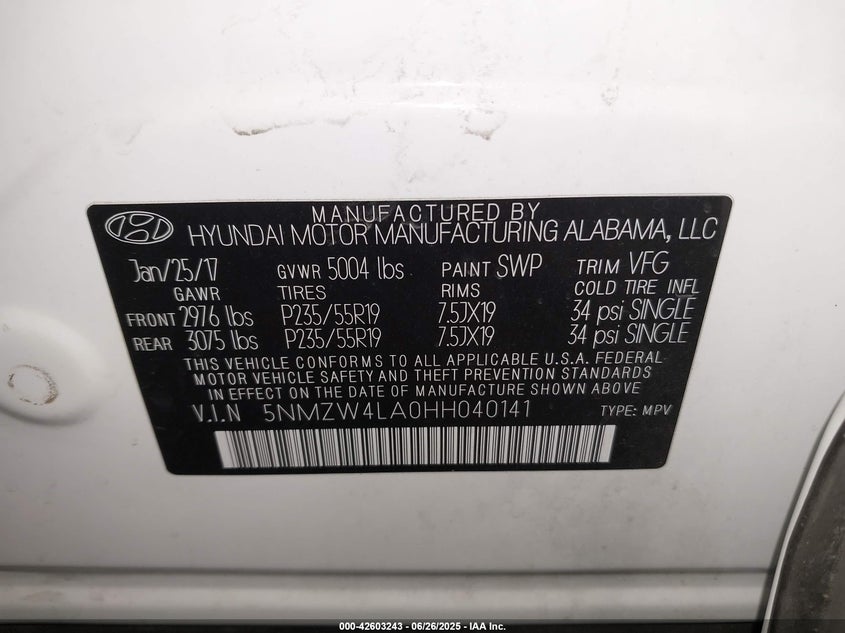 MANUFACTURED BY
HYUNDAI MOTOR MANUFACTURING ALABAMA, LLC
Jan/25/17 GVWR 5004 lbs PAINT SWP TRIM VFG
GAWR TIRES RIMS COLD TIRE INFL
FRONT 2976 lbs P235/55R19 7.5JX19 34 psi SINGLE
REAR 3075 lbs P235/55R19 7.5JX19 34 psi SINGLE
THIS VEHICLE CONFORMS TO ALL APPLICABLE U.S.A. FEDERAL
MOTOR VEHICLE SAFETY AND THEFT PREVENTION STANDARDS
IN EFFECT ON THE DATE OF MANUFACTURE SHOWN ABOVE
V.I.N 5NMZW4LA0HH040141 TYPE: MPV
000-42603243 - 06/26/2025 - IAA Inc.